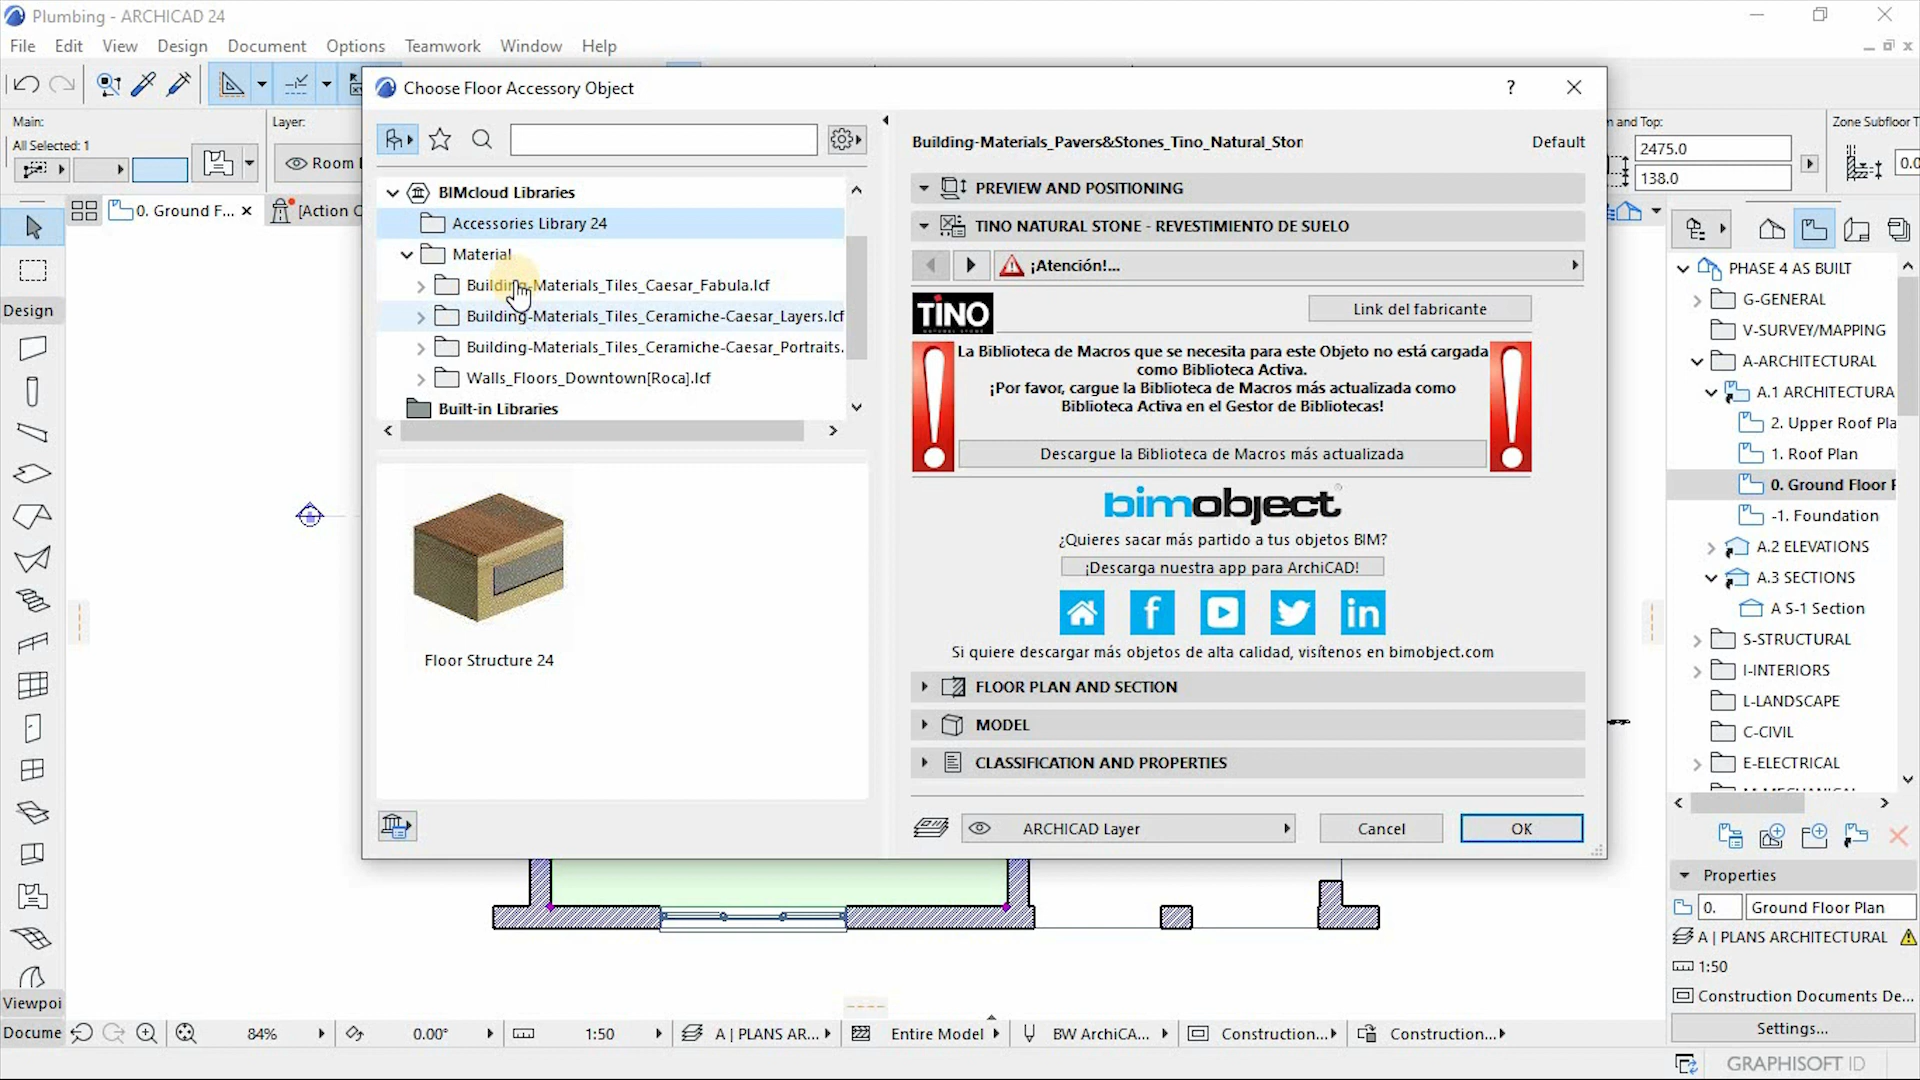 Plumbing - ARCHICAD 24
File Edit View Design Document Options Teamwork Window Help
Main:
All Selected: 1
Layer:
Room
0. Ground F...
[Action C
Design
Viewpoi
Docume
Choose Floor Accessory Object
?
BIMcloud Libraries
Accessories Library 24
Material
Building-Materials_Tiles_Caesar_Fabula.lcf
Building-Materials_Tiles_Ceramiche-Caesar_Layers.lcf
Building-Materials_Tiles_Ceramiche-Caesar_Portraits.
Walls_Floors_Downtown[Roca].lcf
Built-in Libraries
Floor Structure 24
Building-Materials_Pavers&Stones_Tino_Natural_Ston
Default
PREVIEW AND POSITIONING
TINO NATURAL STONE - REVESTIMIENTO DE SUELO
¡Atención!...
TINO
NATURAL STONE
Link del fabricante
La Biblioteca de Macros que se necesita para este Objeto no está cargada
como Biblioteca Activa.
¡Por favor, cargue la Biblioteca de Macros más actualizada como
Biblioteca Activa en el Gestor de Bibliotecas!
Descargue la Biblioteca de Macros más actualizada
bimobject
¿Quieres sacar más partido a tus objetos BIM?
¡Descarga nuestra app para ArchiCAD!
Si quiere descargar más objetos de alta calidad, visítenos en bimobject.com
FLOOR PLAN AND SECTION
MODEL
CLASSIFICATION AND PROPERTIES
ARCHICAD Layer
Cancel
OK
m and Top:
2475.0
138.0
Zone Subfloor T
0.0
PHASE 4 AS BUILT
G-GENERAL
V-SURVEY/MAPPING
A-ARCHITECTURAL
A.1 ARCHITECTURA
2. Upper Roof Pla
1. Roof Plan
0. Ground Floor P
-1. Foundation
A.2 ELEVATIONS
A.3 SECTIONS
A S-1 Section
S-STRUCTURAL
I-INTERIORS
L-LANDSCAPE
C-CIVIL
E-ELECTRICAL
Properties
0. Ground Floor Plan
A | PLANS ARCHITECTURAL
1:50
Construction Documents De...
Settings...
84% 0.00° 1:50 A | PLANS AR... Entire Model BW ArchiCA... Construction... Construction...
GRAPHISOFT ID